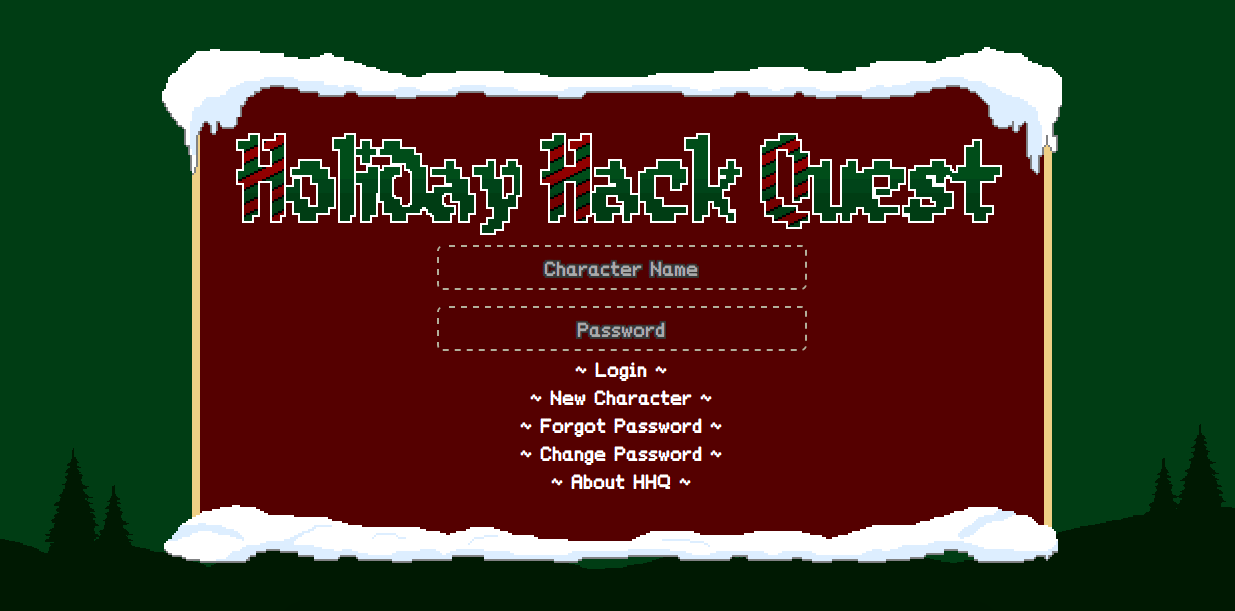 Holiday Hack Quest
Character Name
Password
~ Login ~
~ New Character ~
~ Forgot Password ~
~ Change Password ~
~ About HHQ ~